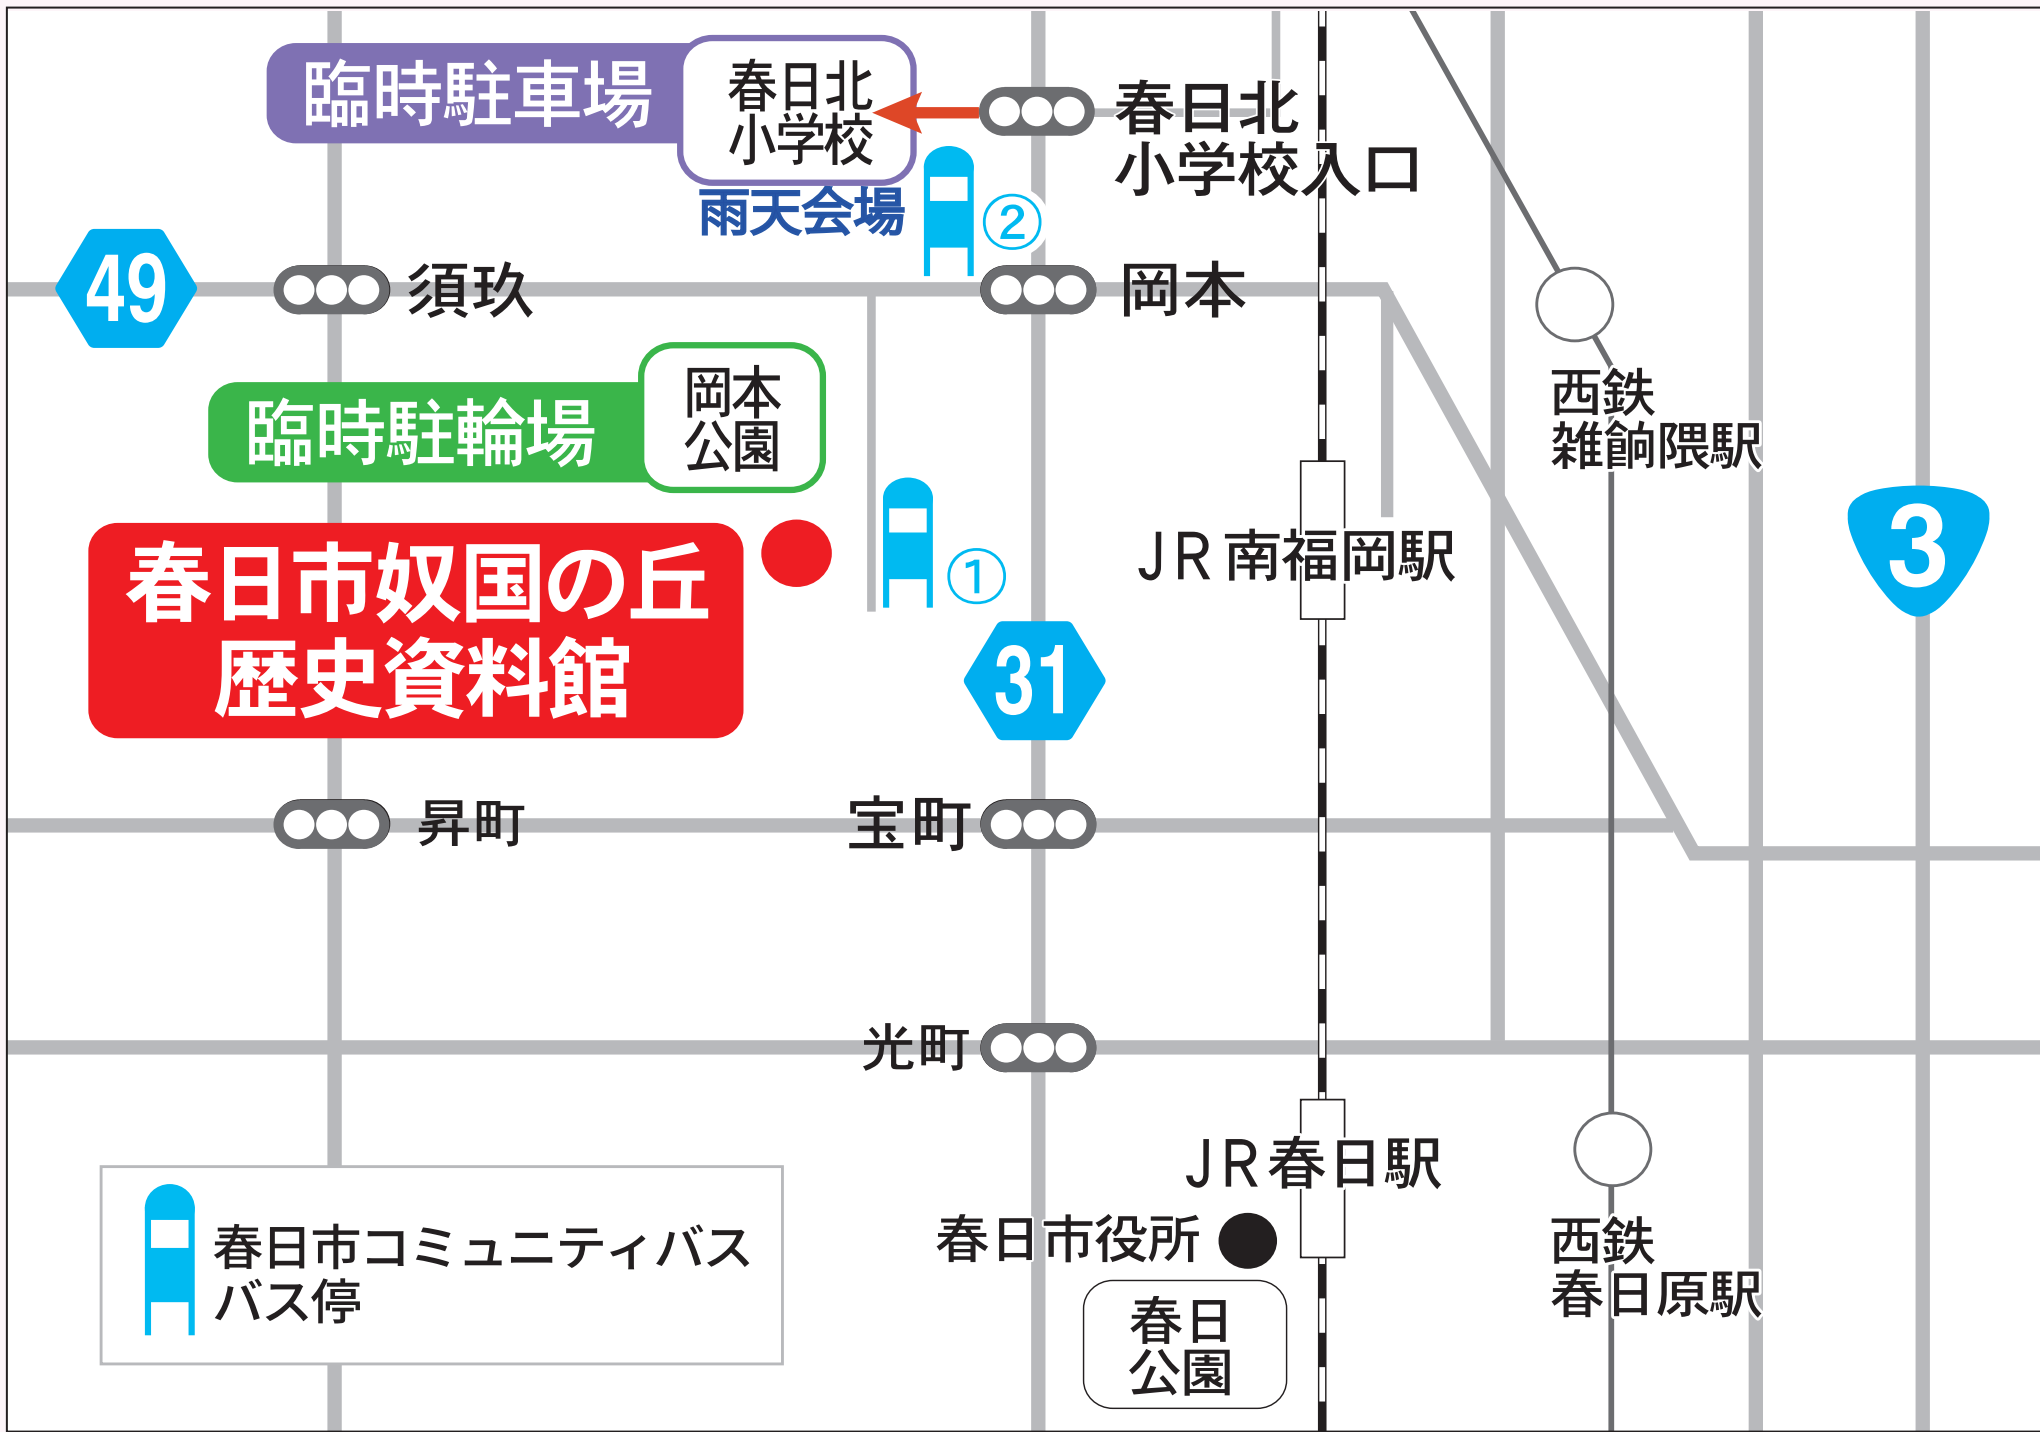 臨時駐車場
春日北
小学校
春日北
小学校入口
雨天会場
②
49
須玖
岡本
臨時駐輪場
岡本
公園
西鉄
雑餉隈駅
春日市奴国の丘
歴史資料館
①
JR南福岡駅
3
31
昇町
宝町
光町
JR春日駅
春日市役所
春日
公園
西鉄
春日原駅
春日市コミュニティバス
バス停